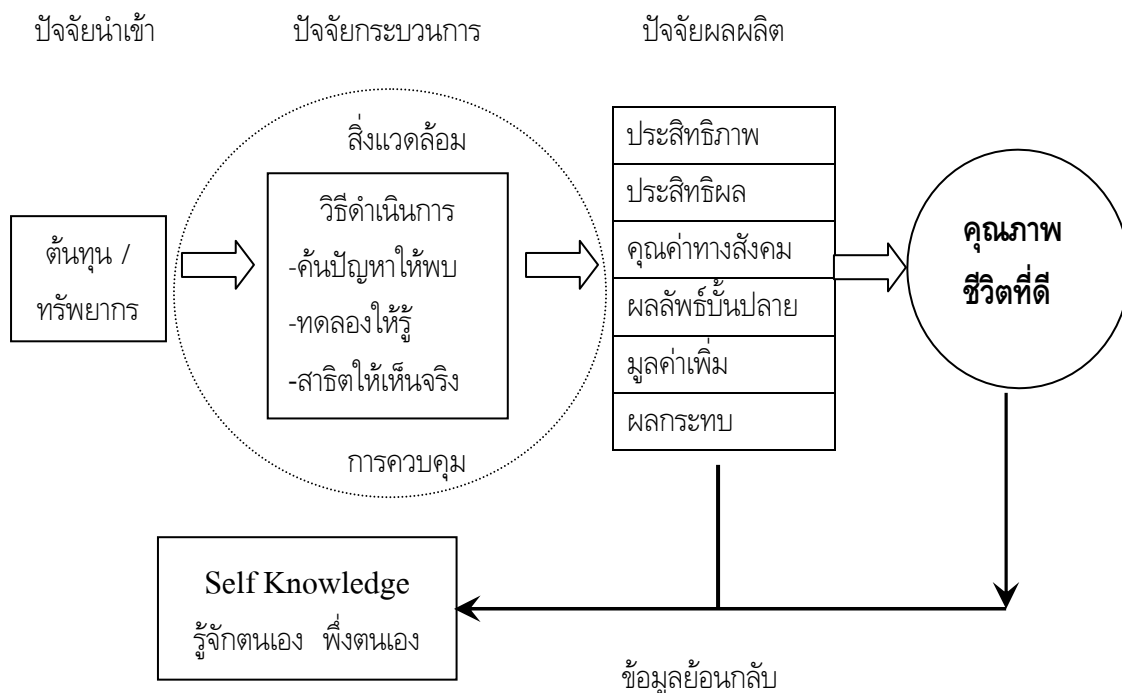 ปัจจัยนำเข้า
ปัจจัยกระบวนการ
ปัจจัยผลผลิต
ต้นทุน /
ทรัพยากร
สิ่งแวดล้อม
วิธีดำเนินการ
-ค้นปัญหาให้พบ
-ทดลองให้รู้
-สาธิตให้เห็นจริง
การควบคุม
ประสิทธิภาพ
ประสิทธิผล
คุณค่าทางสังคม
ผลลัพธ์บั้นปลาย
มูลค่าเพิ่ม
ผลกระทบ
คุณภาพ
ชีวิตที่ดี
Self Knowledge
รู้จักตนเอง พึ่งตนเอง
ข้อมูลย้อนกลับ